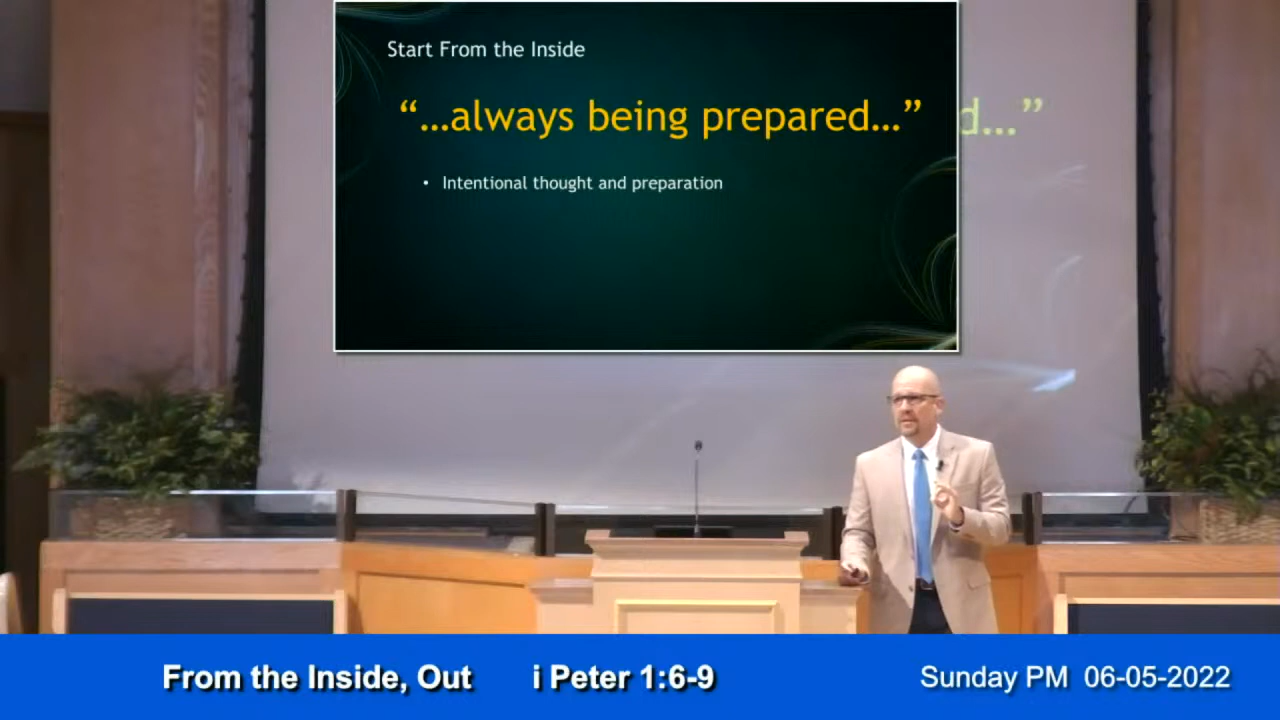 Start From the Inside
“...always being prepared...”
d...”
• Intentional thought and preparation
From the Inside, Out i Peter 1:6-9 Sunday PM 06-05-2022